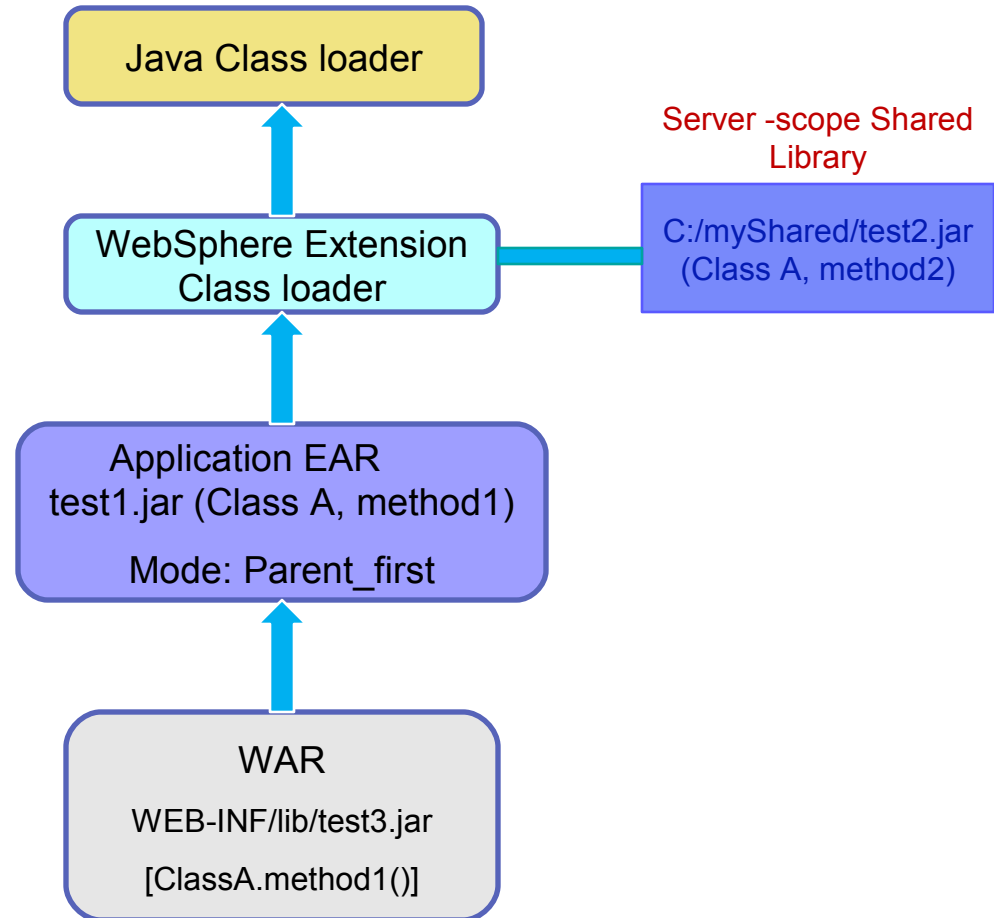 Java Class loader
Server -scope Shared
Library
WebSphere Extension
Class loader
C:/myShared/test2.jar
(Class A, method2)
Application EAR
test1.jar (Class A, method1)
Mode: Parent_first
WAR
WEB-INF/lib/test3.jar
[ClassA.method1()]